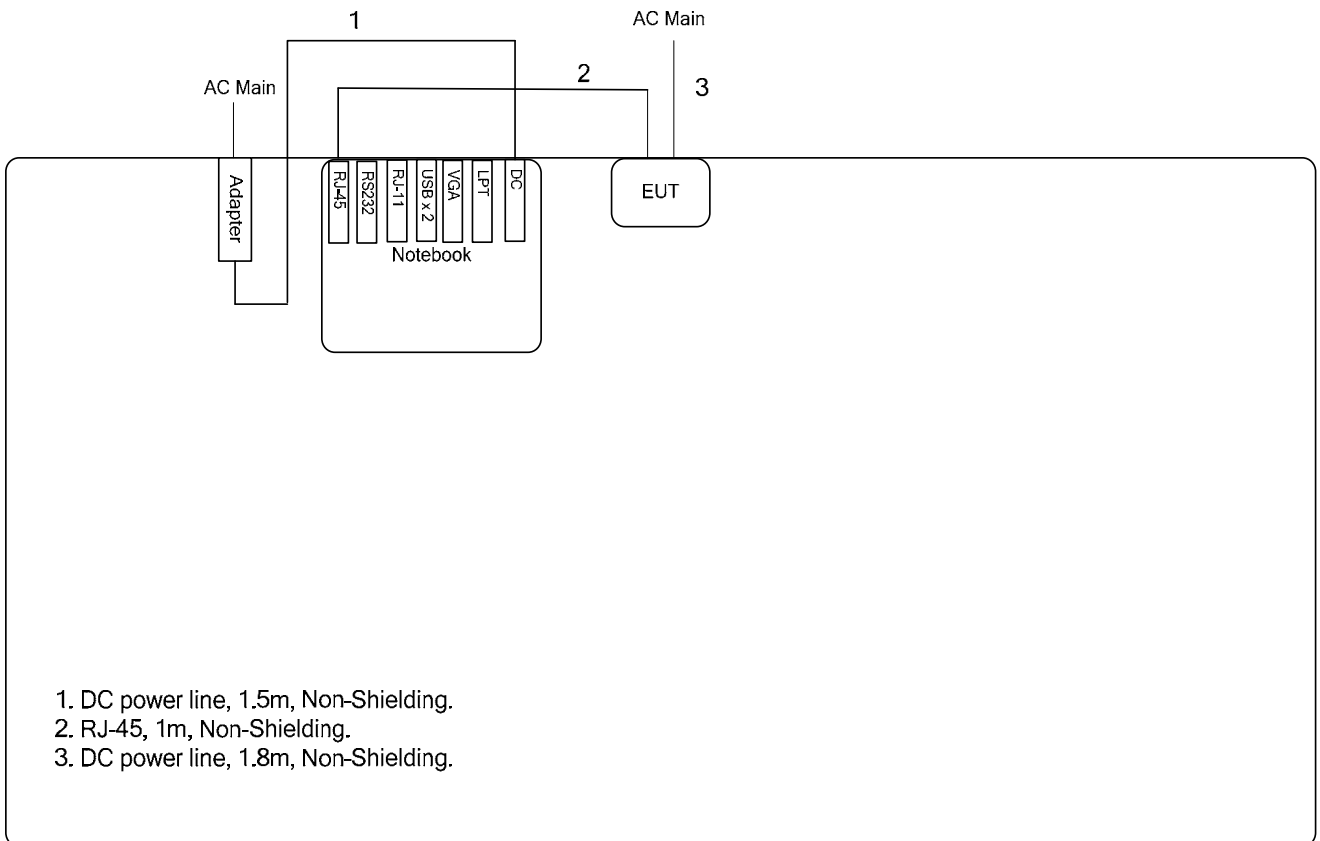 1
AC Main
2
AC Main
3
Adapter
RJ-45
RS232
RJ-11
USB x 2
VGA
LPT
DC
EUT
Notebook
1. DC power line, 1.5m, Non-Shielding.
2. RJ-45, 1m, Non-Shielding.
3. DC power line, 1.8m, Non-Shielding.